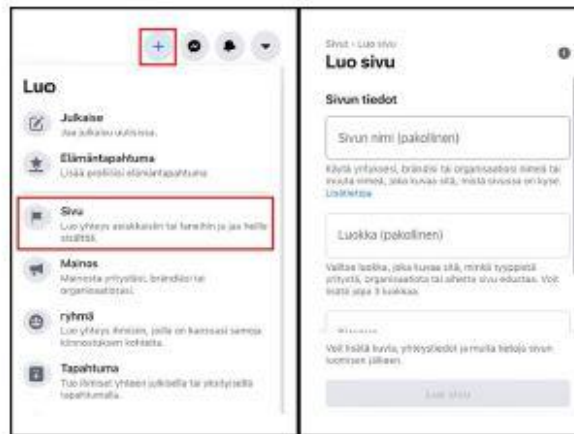 Luo
Julkaise
Jaa julkaisu uutisissa.
Elämäntapahtuma
Lisää profiiliisi elämäntapahtuma.
Sivu
Luo yhteys asiakkaisiin tai faneihin ja jaa heille
sisältöä.
Mainos
Mainosta yritystäsi, brändiäsi tai
organisaatiotasi.
ryhmä
Luo yhteys ihmisiin, joilla on kanssasi samoja
kiinnostuksen kohteita.
Tapahtuma
Tuo ihmiset yhteen julkisella tai yksityisellä
tapahtumalla.
Sivut › Luo sivu
Luo sivu
Sivun tiedot
Sivun nimi (pakollinen)
Käytä yrityksesi, brändisi tai organisaatiosi nimeä tai
muuta nimeä, joka kuvaa sitä, mistä sivussa on kyse.
Lisätietoja
Luokka (pakollinen)
Valitse luokka, joka kuvaa sitä, minkä tyyppistä
yritystä, organisaatiota tai aihetta sivu edustaa. Voit
lisätä jopa 3 luokkaa.
Voit lisätä kuvia, yhteystiedot ja muita tietoja sivun
luomisen jälkeen.
Luo sivu